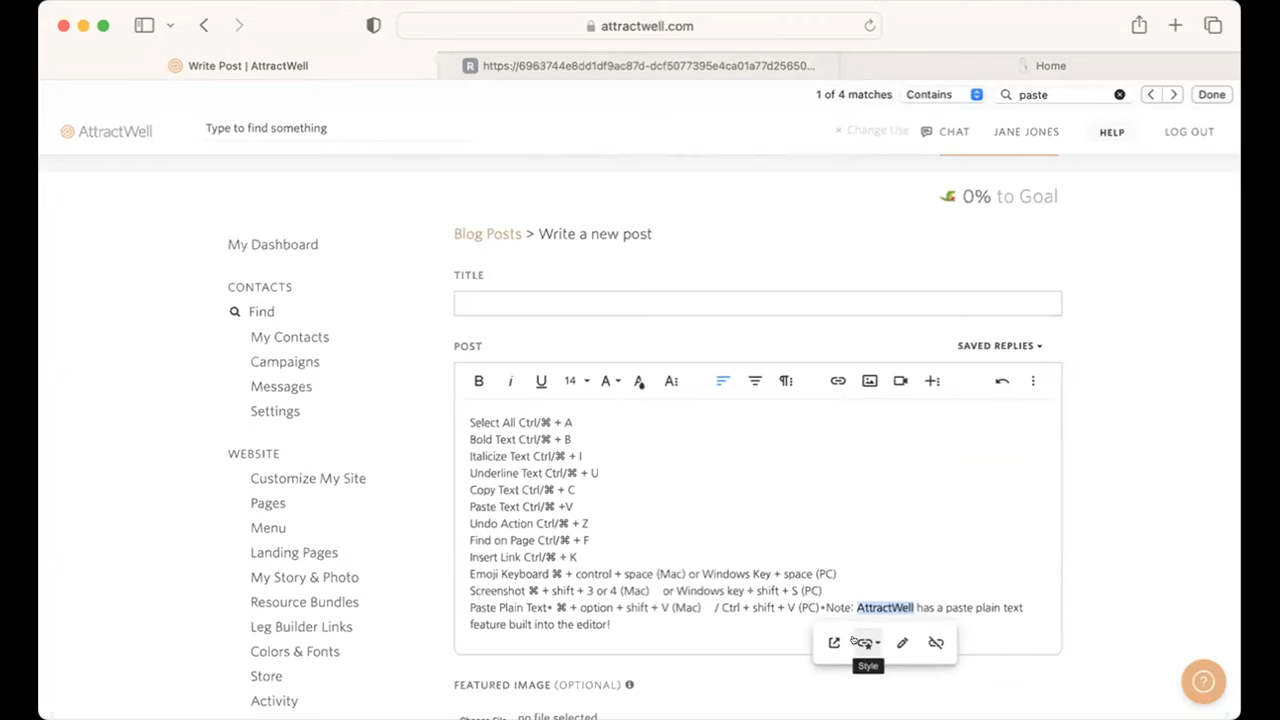 attractwell.com
Write Post | AttractWell
R https://6963744e8dd1df9ac87d-dcf5077395e4ca01a77d25650...
Home
1 of 4 matches Contains paste Done
AttractWell
Type to find something
× Change Use
CHAT JANE JONES HELP LOG OUT
0% to Goal
Blog Posts > Write a new post
My Dashboard
CONTACTS
Find
My Contacts
Campaigns
Messages
Settings
WEBSITE
Customize My Site
Pages
Menu
Landing Pages
My Story & Photo
Resource Bundles
Leg Builder Links
Colors & Fonts
Store
Activity
TITLE
POST
SAVED REPLIES
B i U 14 A A A
Select All Ctrl/⌘ + A
Bold Text Ctrl/⌘ + B
Italicize Text Ctrl/⌘ + I
Underline Text Ctrl/⌘ + U
Copy Text Ctrl/⌘ + C
Paste Text Ctrl/⌘ +V
Undo Action Ctrl/⌘ + Z
Find on Page Ctrl/⌘ + F
Insert Link Ctrl/⌘ + K
Emoji Keyboard ⌘ + control + space (Mac) or Windows Key + space (PC)
Screenshot ⌘ + shift + 3 or 4 (Mac) or Windows key + shift + S (PC)
Paste Plain Text* ⌘ + option + shift + V (Mac) / Ctrl + shift + V (PC)*Note: AttractWell has a paste plain text
feature built into the editor!
Style
FEATURED IMAGE (OPTIONAL)
no file selected